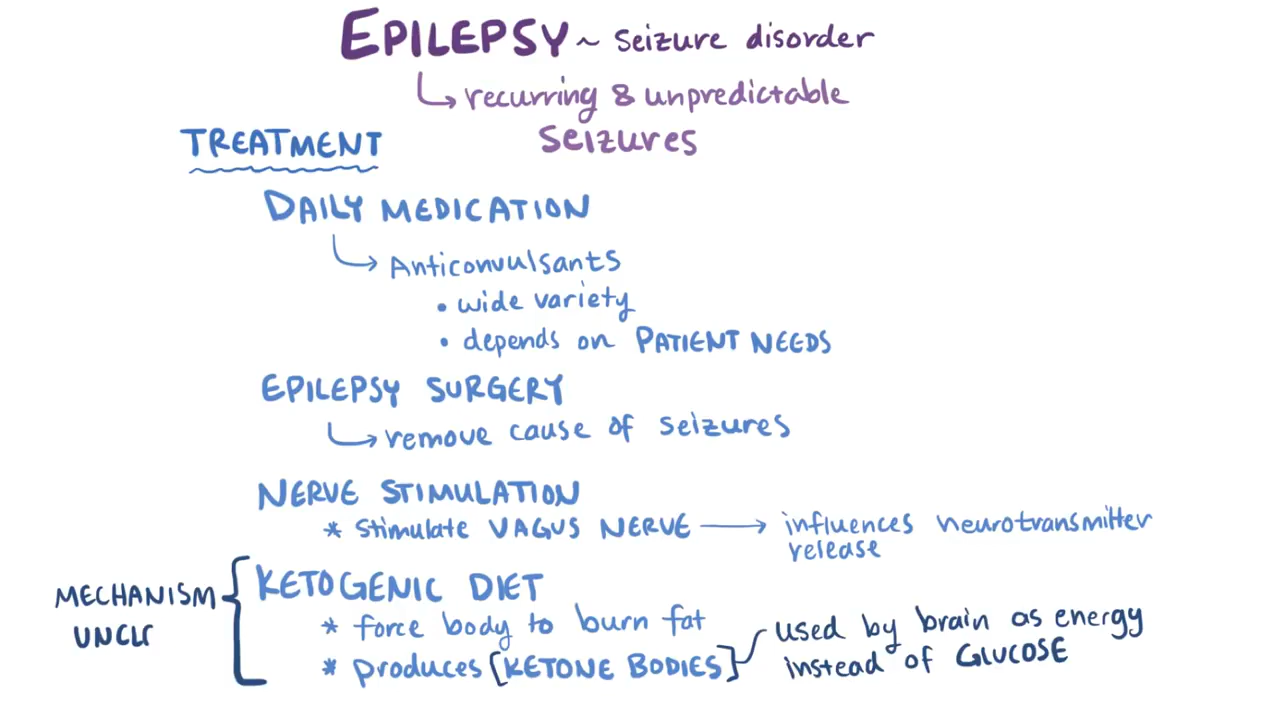 EPILEPSY ~ seizure disorder
recurring & unpredictable
seizures
TREATMENT
DAILY MEDICATION
Anticonvulsants
• wide variety
• depends on PATIENT NEEDS
EPILEPSY SURGERY
remove cause of seizures
NERVE STIMULATION
* stimulate VAGUS NERVE → influences neurotransmitter
release
MECHANISM
UNCLR
KETOGENIC DIET
* force body to burn fat
* produces [KETONE BODIES]
used by brain as energy
instead of GLUCOSE